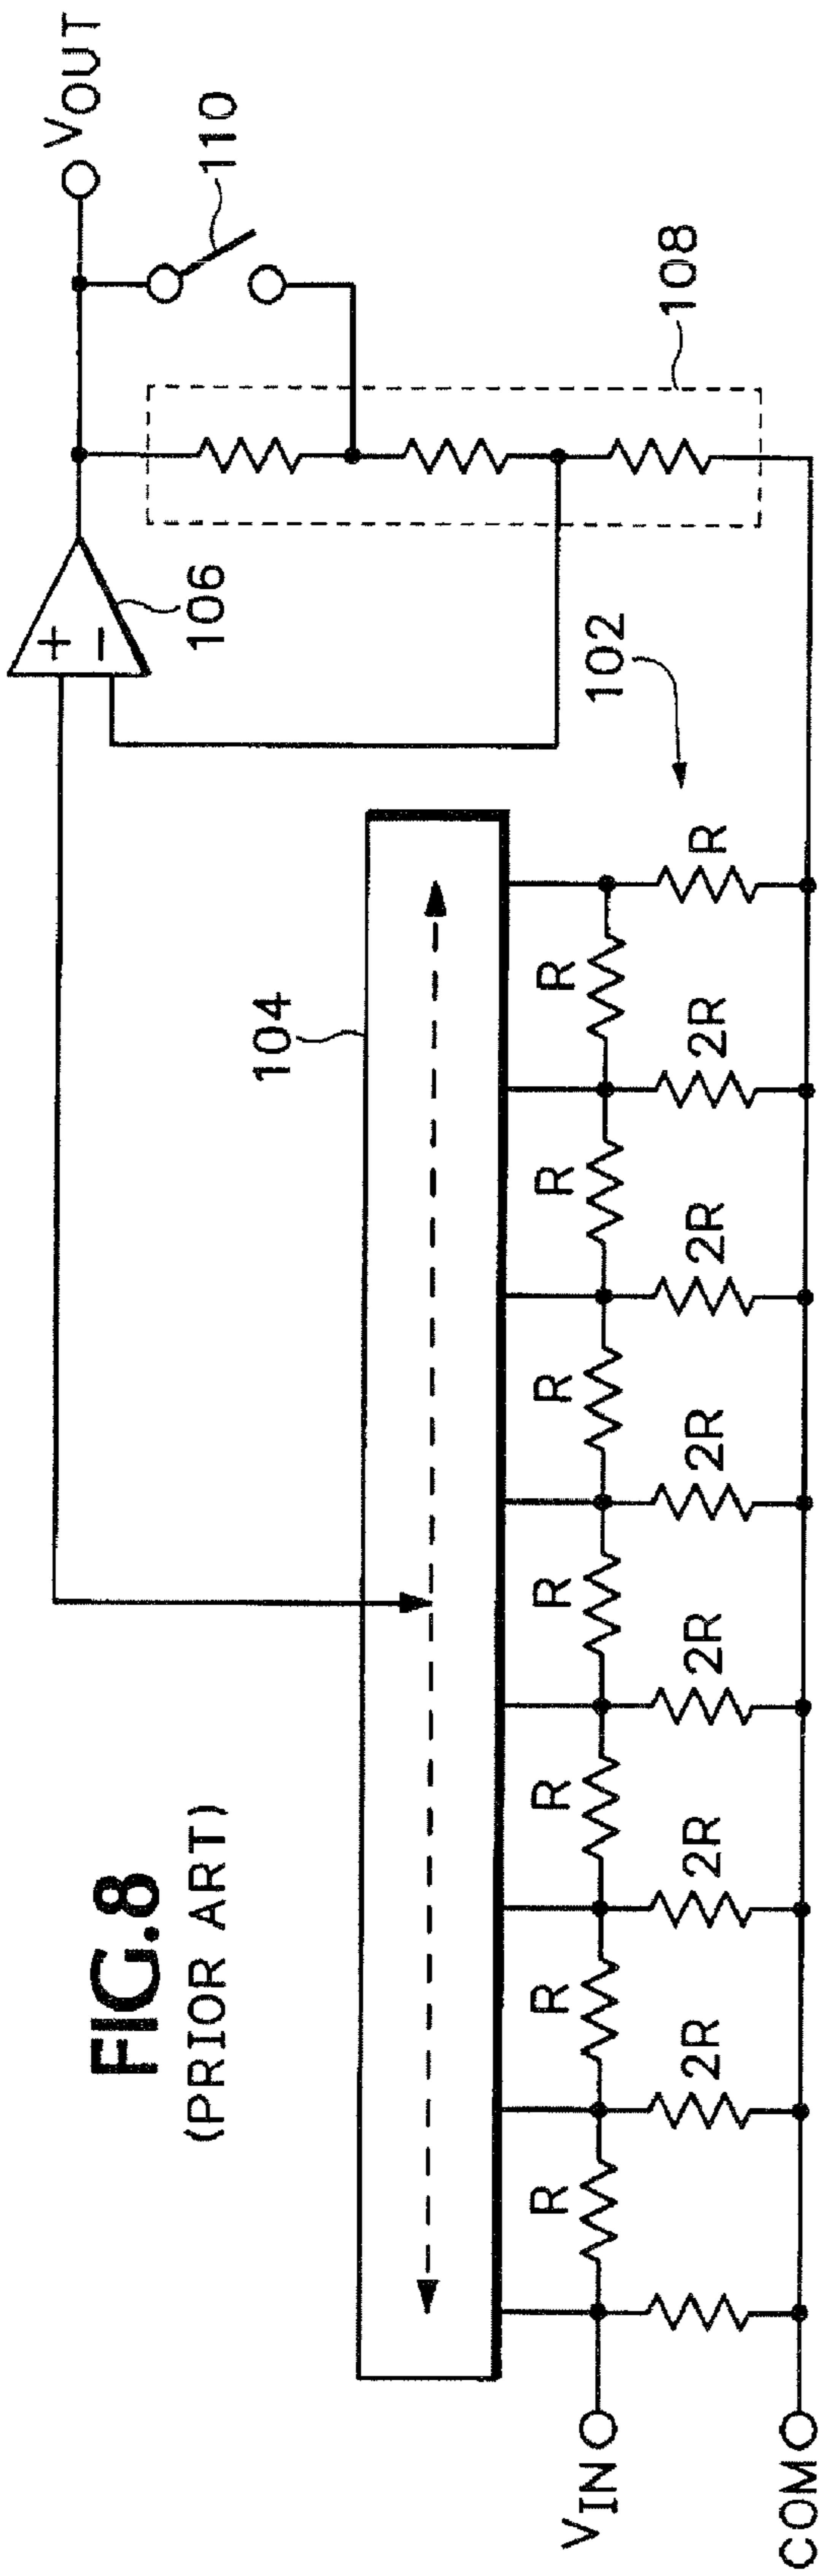 FIG.8
(PRIOR ART)
VOUT
110
106
108
104
102
R
R
R
R
R
R
R
2R
2R
2R
2R
2R
2R
R
VIN
COM
+
−